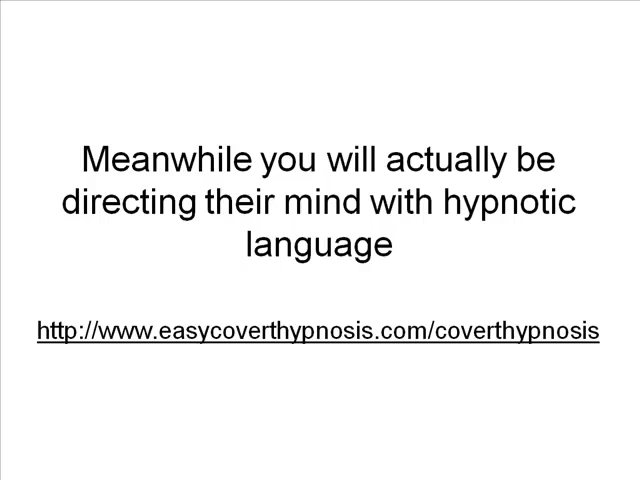 Meanwhile you will actually be
directing their mind with hypnotic
language
http://www.easycoverthypnosis.com/coverthypnosis